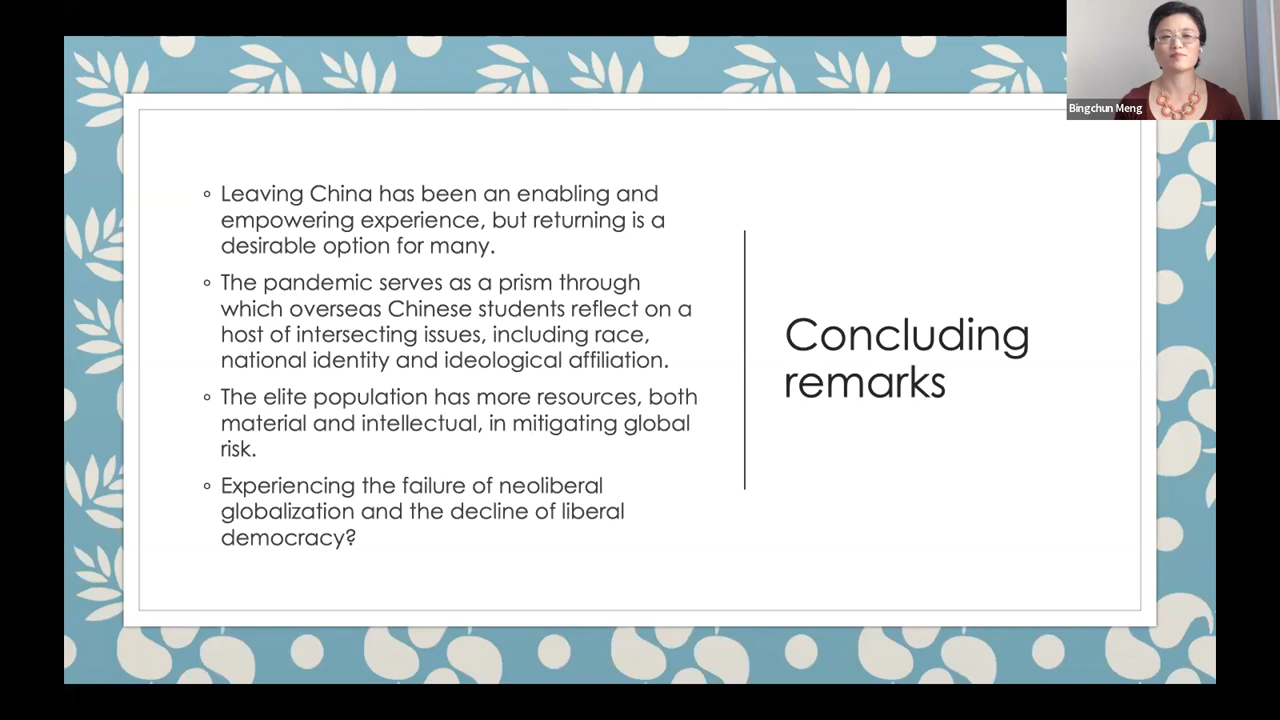 Bingchun Meng
◦ Leaving China has been an enabling and
empowering experience, but returning is a
desirable option for many.
◦ The pandemic serves as a prism through
which overseas Chinese students reflect on a
host of intersecting issues, including race,
national identity and ideological affiliation.
◦ The elite population has more resources, both
material and intellectual, in mitigating global
risk.
◦ Experiencing the failure of neoliberal
globalization and the decline of liberal
democracy?
Concluding
remarks